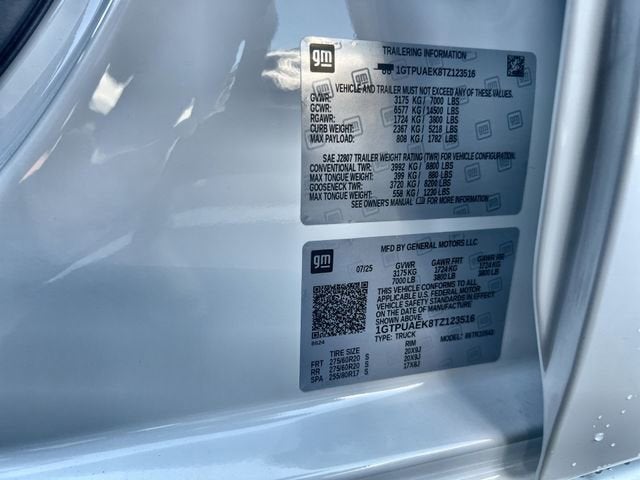 gm
TRAILERING INFORMATION
1GTPUAEK8TZ123516
VEHICLE AND TRAILER MUST NOT EXCEED ANY OF THESE VALUES.
GVWR: 3175 KG / 7000 LBS
GCWR: 6577 KG / 14500 LBS
RGAWR: 1724 KG / 3800 LBS
CURB WEIGHT: 2367 KG / 5218 LBS
MAX PAYLOAD: 808 KG / 1782 LBS
SAE J2807 TRAILER WEIGHT RATING (TWR) FOR VEHICLE CONFIGURATION:
CONVENTIONAL TWR: 3992 KG / 8800 LBS
MAX TONGUE WEIGHT: 399 KG / 880 LBS
GOOSENECK TWR: 3720 KG / 8200 LBS
MAX TONGUE WEIGHT: 558 KG / 1230 LBS
SEE OWNER'S MANUAL FOR MORE INFORMATION
gm
MFD BY GENERAL MOTORS LLC
07/25 GVWR GAWR FRT GAWR RR
3175 KG 1724 KG 1724 KG
7000 LB 3800 LB 3800 LB
THIS VEHICLE CONFORMS TO ALL
APPLICABLE U.S. FEDERAL MOTOR
VEHICLE SAFETY STANDARDS IN EFFECT
ON THE DATE OF MANUFACTURE
1GTPUAEK8TZ123516
TYPE: TRUCK MODEL:
TIRE SIZE RIM
FRT 275/60R20 S 20X9J
RR 275/60R20 S 20X9J
SPA 255/80R17 S 17X8J